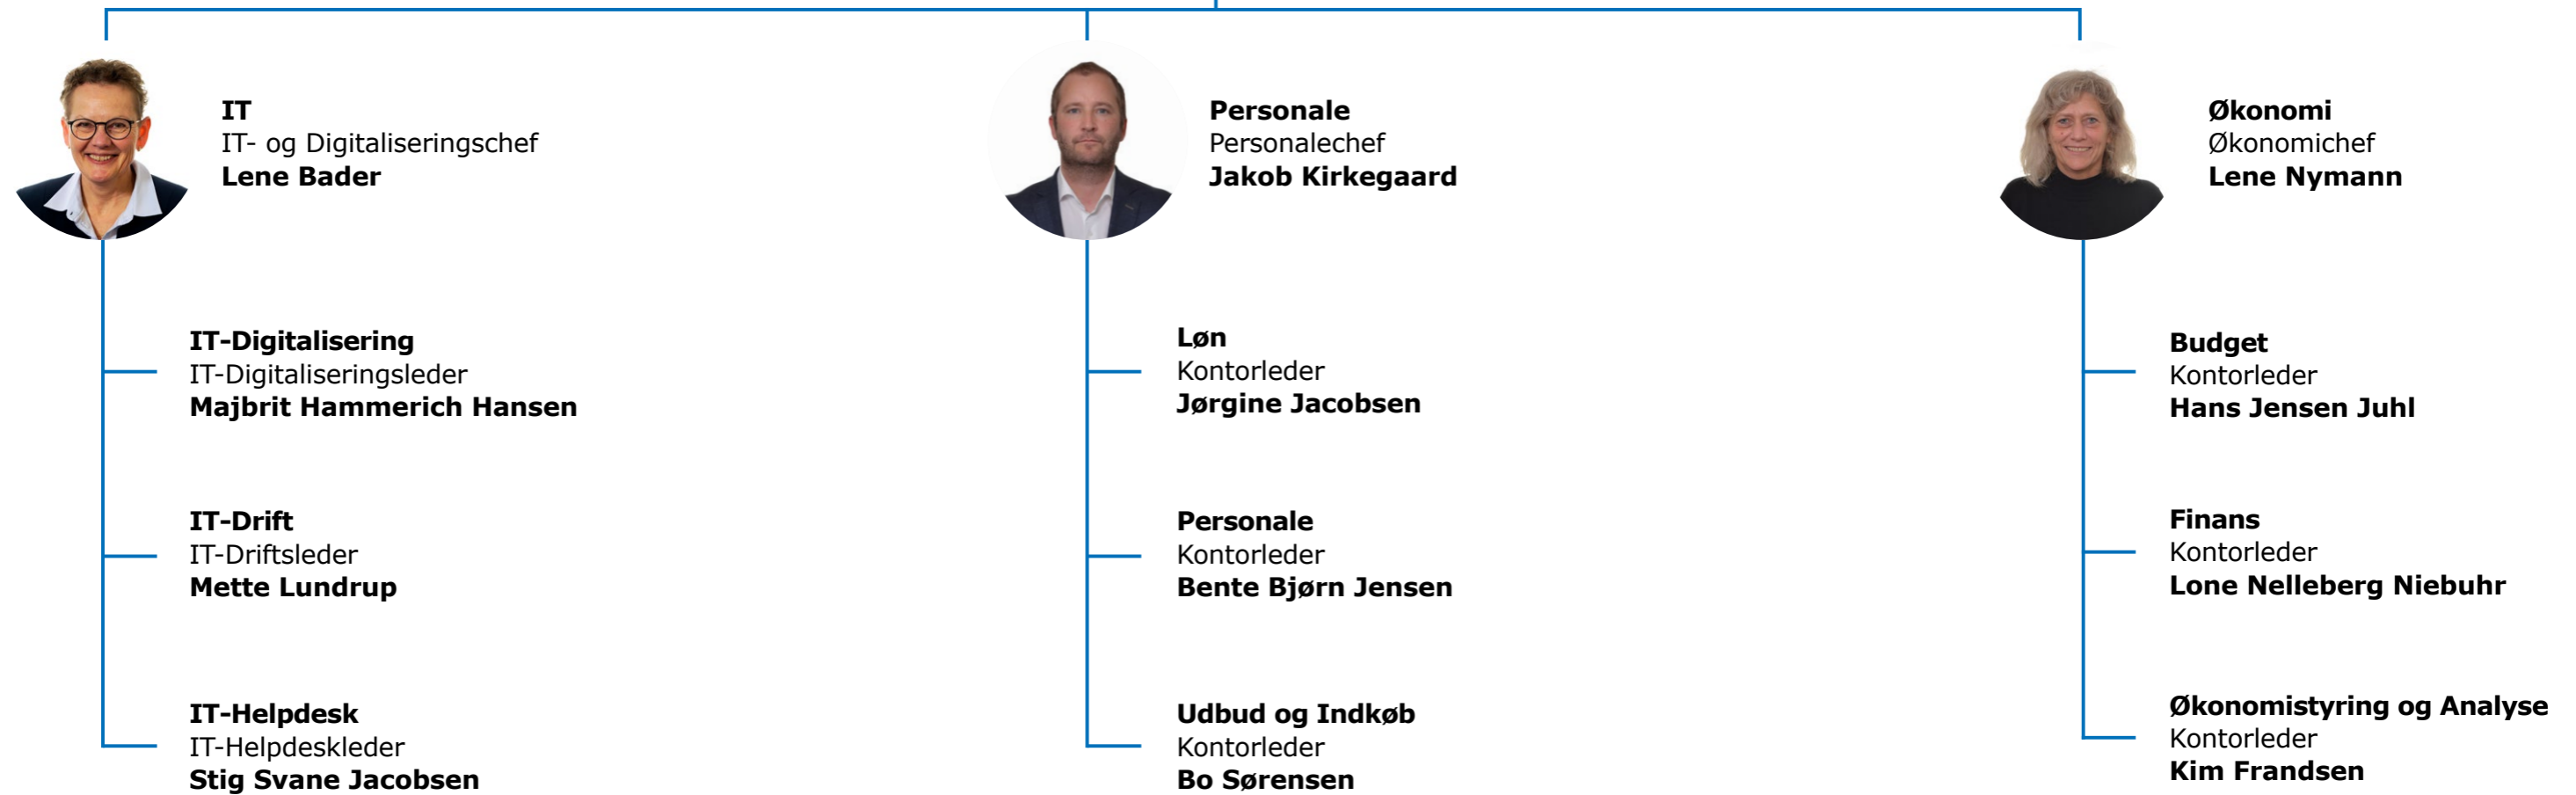 IT
IT- og Digitaliseringschef
Lene Bader
Personale
Personalechef
Jakob Kirkegaard
Økonomi
Økonomichef
Lene Nymann
IT-Digitalisering
IT-Digitaliseringsleder
Majbrit Hammerich Hansen
IT-Drift
IT-Driftsleder
Mette Lundrup
IT-Helpdesk
IT-Helpdeskleder
Stig Svane Jacobsen
Løn
Kontorleder
Jørgine Jacobsen
Personale
Kontorleder
Bente Bjørn Jensen
Udbud og Indkøb
Kontorleder
Bo Sørensen
Budget
Kontorleder
Hans Jensen Juhl
Finans
Kontorleder
Lone Nelleberg Niebuhr
Økonomistyring og Analyse
Kontorleder
Kim Frandsen